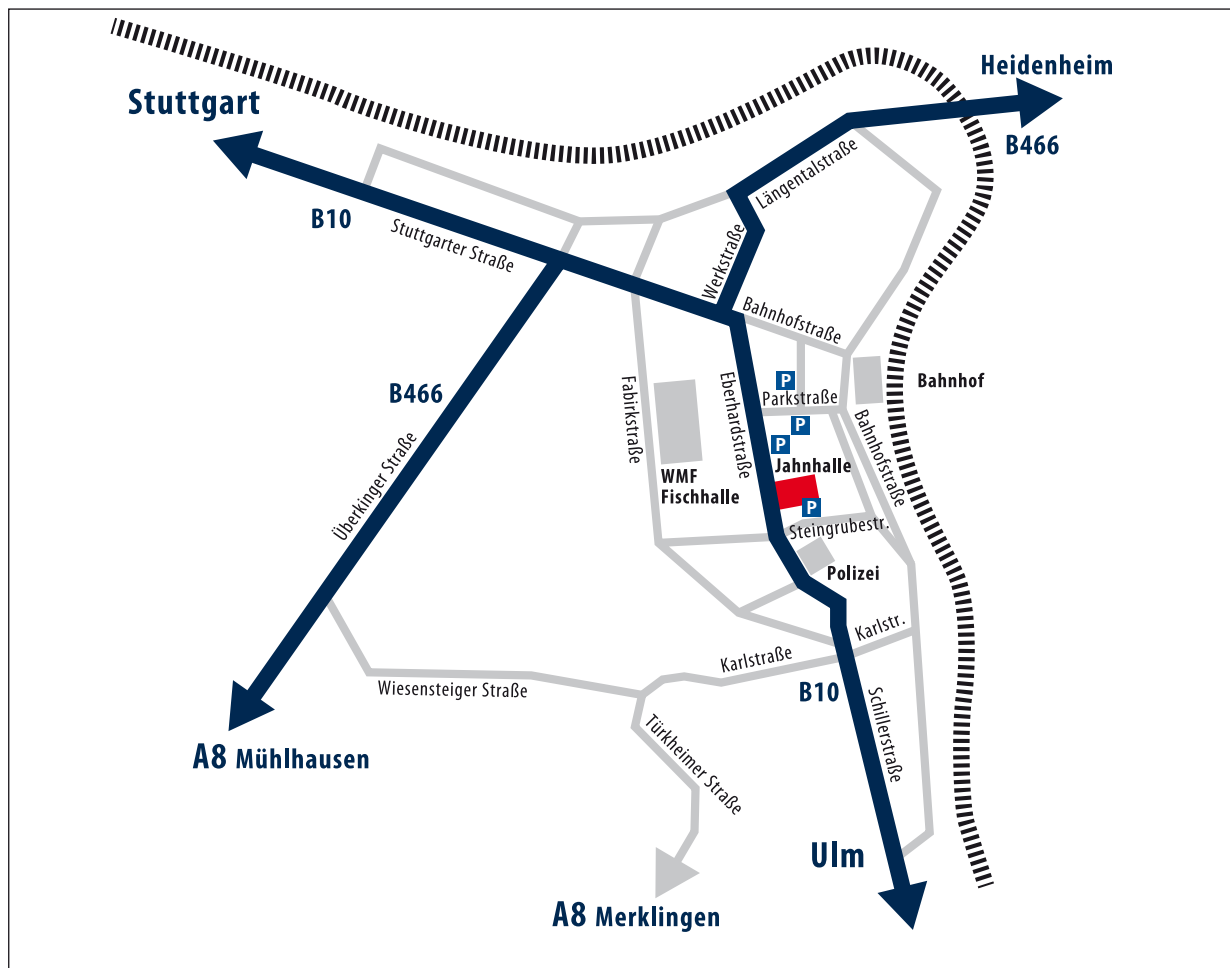 Heidenheim
Stuttgart
B466
Längentalstraße
B10
Stuttgarter Straße
Werkstraße
Bahnhofstraße
B466
Fabirkstraße
Eberhardstraße
P
Parkstraße
Bahnhof
P
P
Bahnhofstraße
Jahnhalle
WMF
Fischhalle
P
Überkinger Straße
Steingrubestr.
Polizei
Karlstr.
Karlstraße
Wiesensteiger Straße
B10
Schillerstraße
Türkheimer Straße
A8 Mühlhausen
Ulm
A8 Merklingen